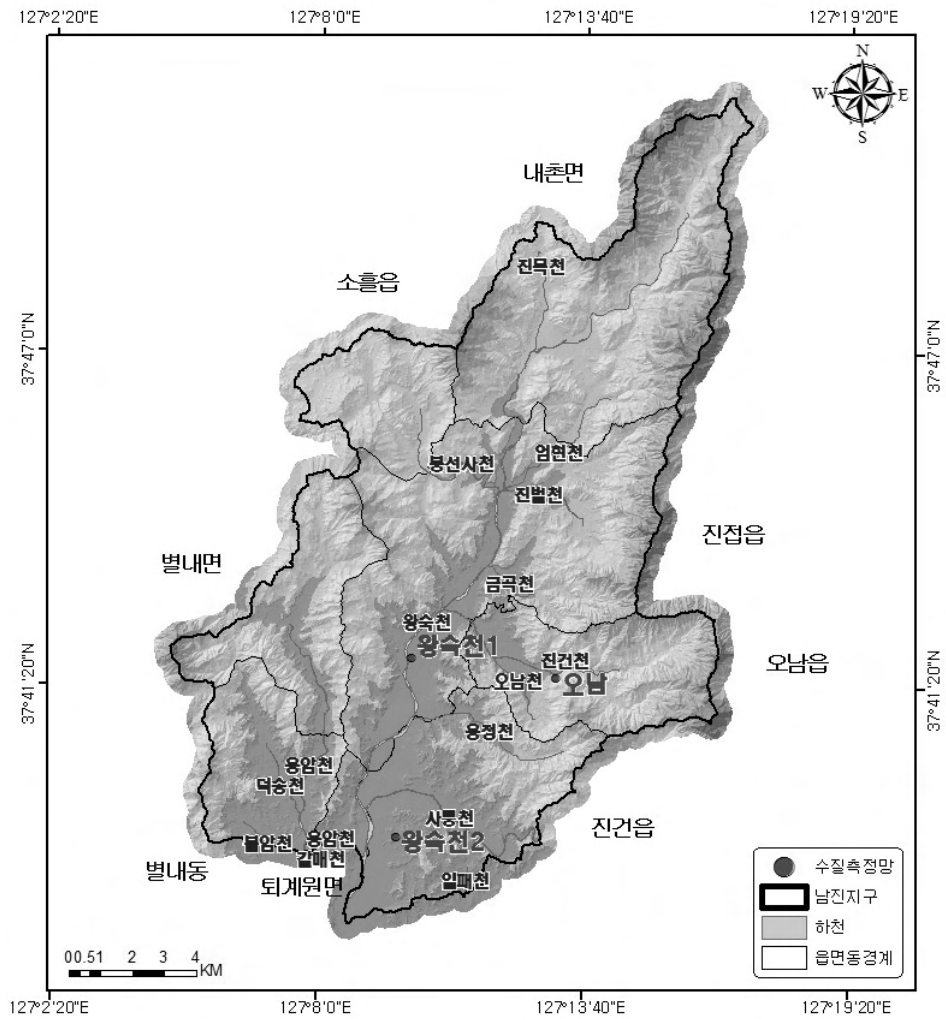 127°2'20"E 127°8'0"E 127°13'40"E 127°19'20"E
N
W E
S
내촌면
진목천
소흘읍
37°47'0"N 37°47'0"N
봉선사천 엄현천
진벌천
진접읍
별내면
금곡천
왕숙천
왕숙천1
진건천
오남읍
오남천 오남
37°41'20"N 37°41'20"N
용정천
용암천
덕송천
사릉천
진건읍
불암천 용암천 왕숙천2
갈매천
별내동
퇴계원면
일패천
수질측정망
남진지구
하천
읍면동경계
00.51 2 3 4
KM
127°2'20"E 127°8'0"E 127°13'40"E 127°19'20"E